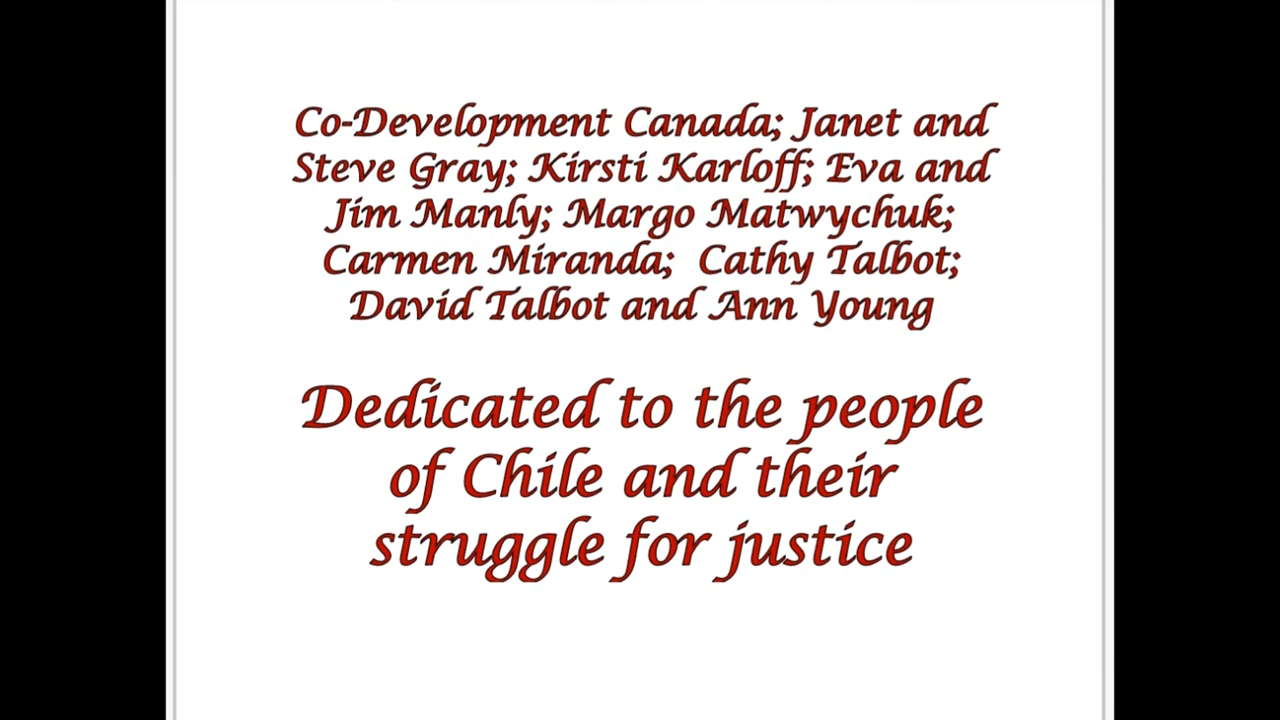 Co-Development Canada; Janet and
Steve Gray; Kirsti Karloff; Eva and
Jim Manly; Margo Matwychuk;
Carmen Miranda;  Cathy Talbot;
David Talbot and Ann Young
Dedicated to the people
of Chile and their
struggle for justice